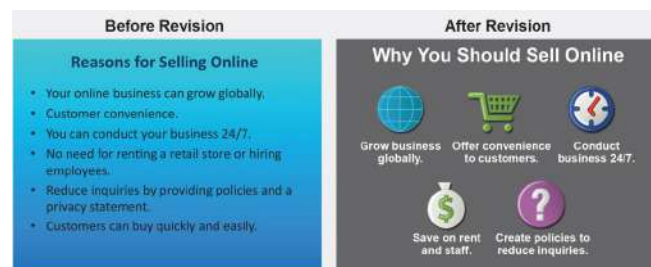 Before Revision
Reasons for Selling Online
• Your online business can grow globally.
• Customer convenience.
• You can conduct your business 24/7.
• No need for renting a retail store or hiring
employees.
• Reduce inquiries by providing policies and a
privacy statement.
• Customers can buy quickly and easily.
After Revision
Why You Should Sell Online
Grow business
globally.
Offer convenience
to customers.
Conduct
business 24/7.
$
Save on rent
and staff.
?
Create policies to
reduce inquiries.